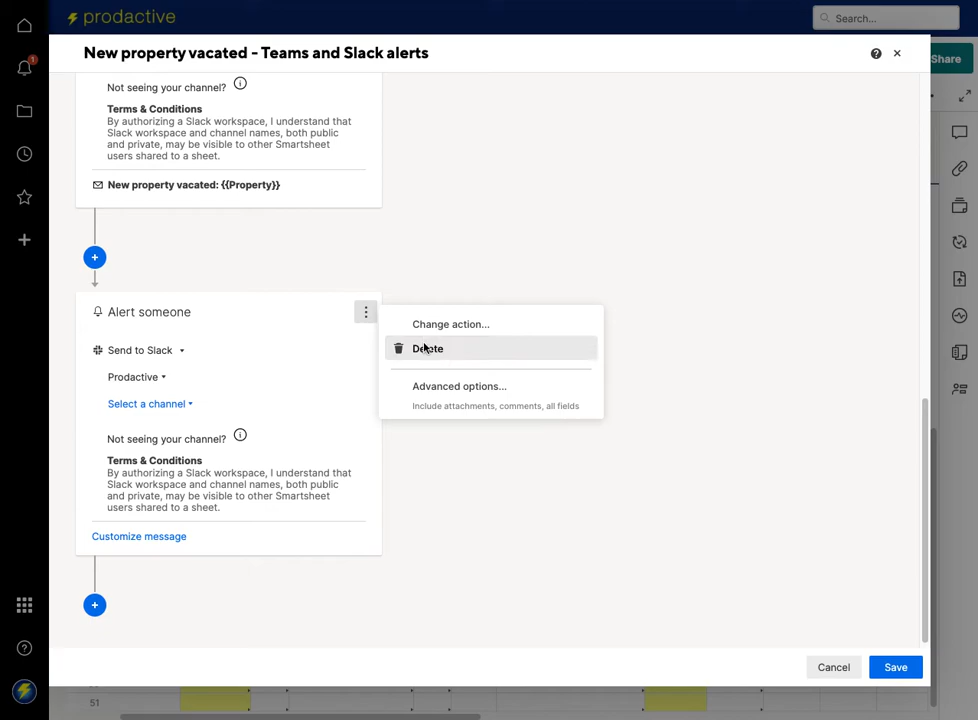 prodactive
Search...
New property vacated - Teams and Slack alerts
Share
1
Not seeing your channel?
Terms & Conditions
By authorizing a Slack workspace, I understand that
Slack workspace and channel names, both public
and private, may be visible to other Smartsheet
users shared to a sheet.
New property vacated: {{Property}}
Alert someone
Change action...
Send to Slack
Delete
Prodactive
Advanced options...
Select a channel
Include attachments, comments, all fields
Not seeing your channel?
Terms & Conditions
By authorizing a Slack workspace, I understand that
Slack workspace and channel names, both public
and private, may be visible to other Smartsheet
users shared to a sheet.
Customize message
Cancel
Save
51